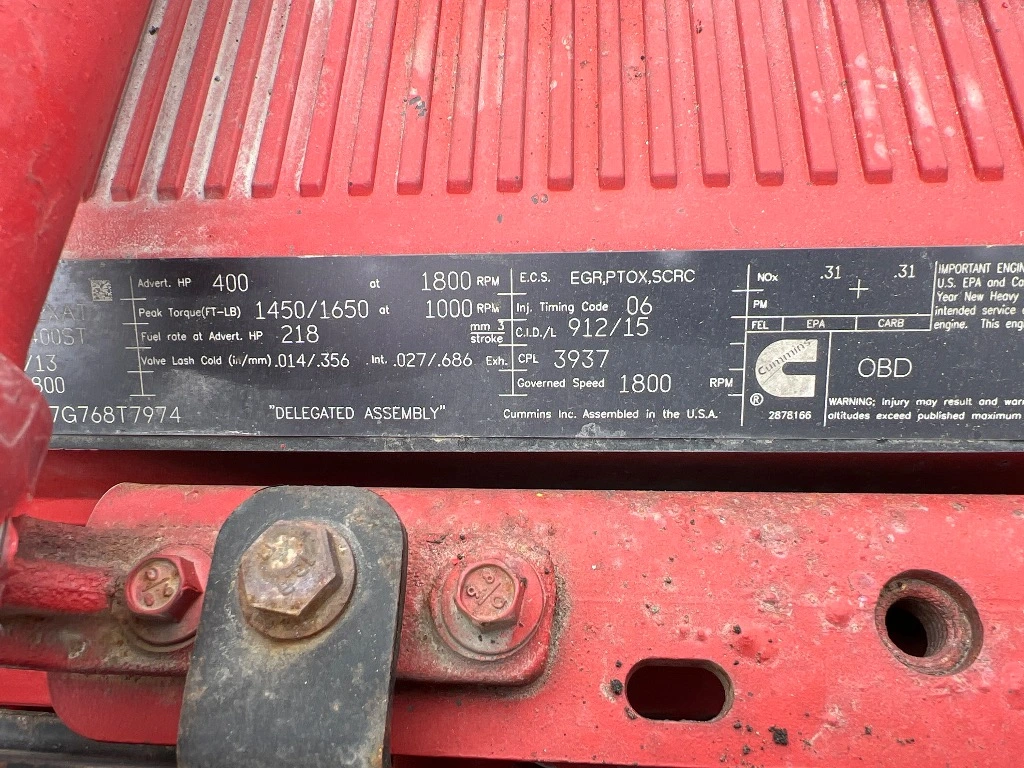 Advert. HP 400 at 1800 RPM
Peak Torque(FT-LB) 1450/1650 at 1000 RPM
Fuel rate at Advert. HP 218 mm 3 stroke
Valve Lash Cold (in/mm) .014/.356 Int. .027/.686 Exh.
400ST
/13
800
7G768T7974
"DELEGATED ASSEMBLY"
E.C.S. EGR,PTOX,SCRC
Inj. Timing Code 06
C.I.D./L 912/15
CPL 3937
Governed Speed 1800 RPM
Cummins Inc. Assembled in the U.S.A.
NOx .31 + .31
PM
FEL EPA CARB
Cummins
®
2878166
OBD
IMPORTANT ENGIN
U.S. EPA and Ca
Year New Heavy
intended service
engine. This eng
WARNING: Injury may result and warr
altitudes exceed published maximum